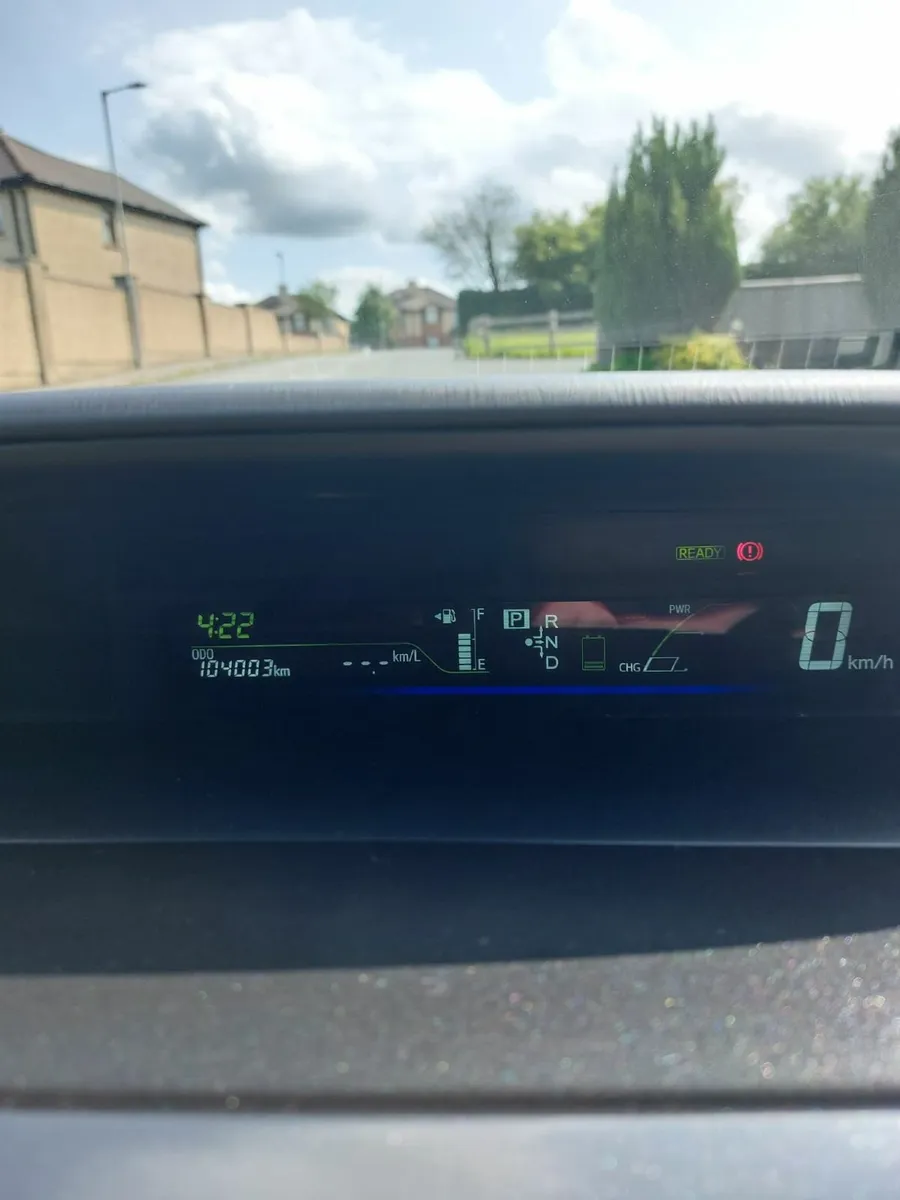 READY
4:22
ODO
104003km
-.-.- km/L
F
E
P
R
N
D
PWR
CHG
0 km/h